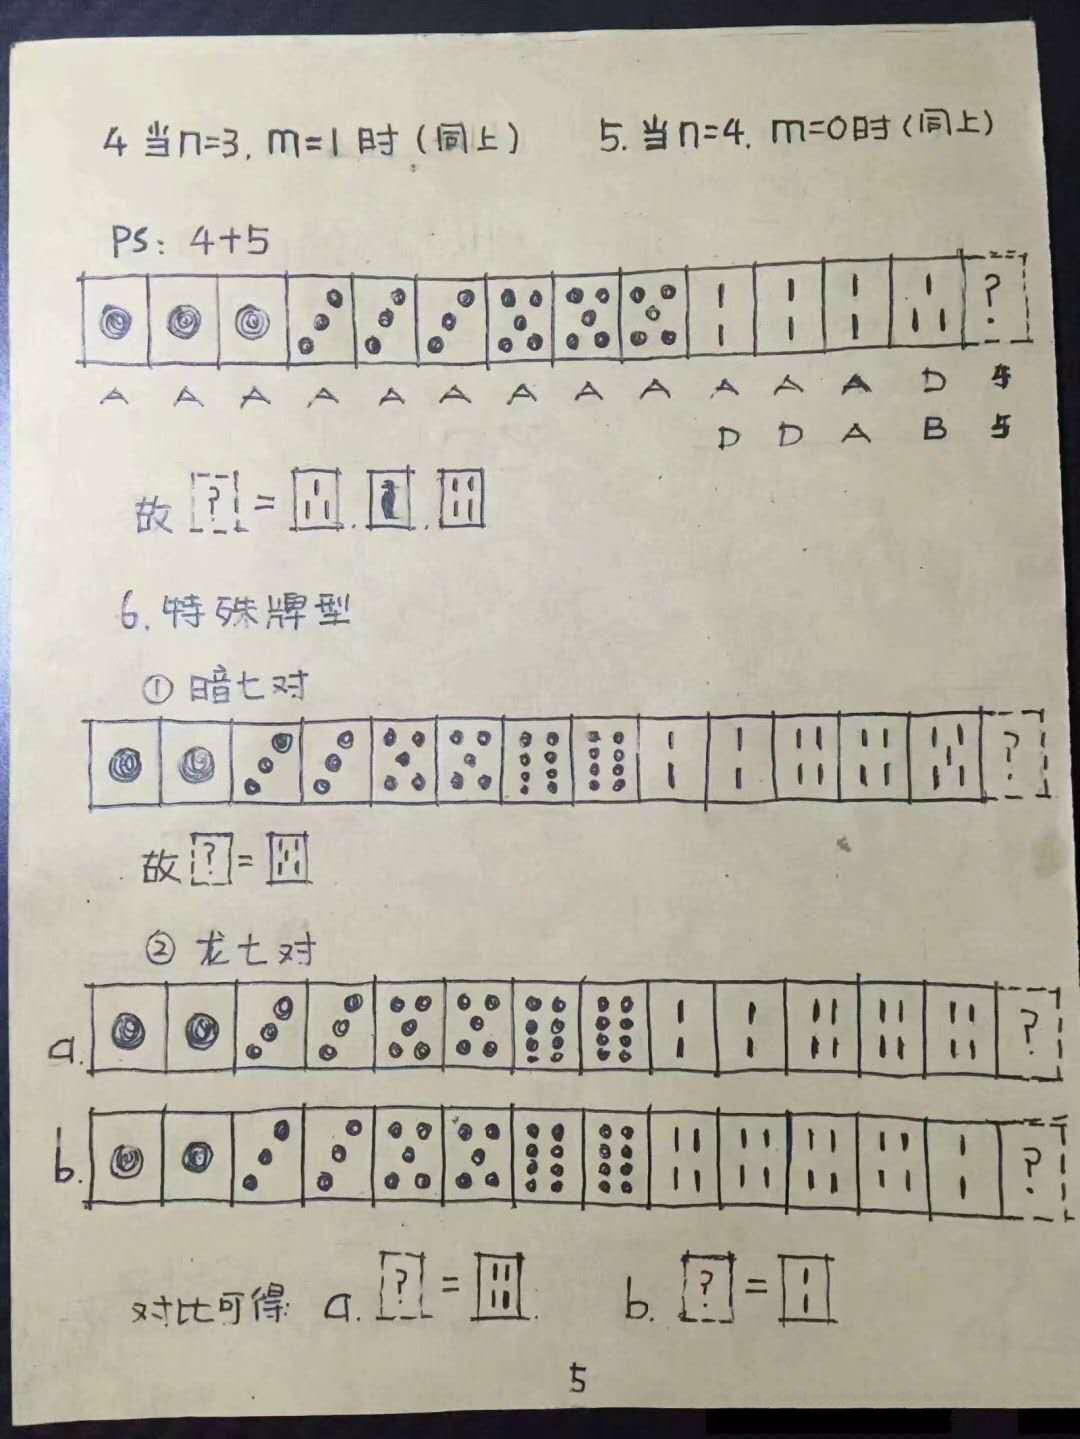 4 当n=3, m=1时(同上) 5. 当n=4, m=0时(同上)
PS: 4+5
?
A A A A A A A A A A A A D 4
D D A B 5
故 ? = , ,
6. 特殊牌型
① 暗七对
?
故 ? =
② 龙七对
a. ?
b. ?
对比可得: a. ? = . b. ? =
5